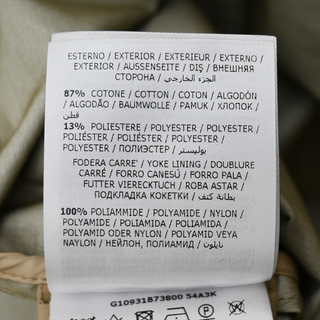 ESTERNO / EXTERIOR / EXTERIEUR / EXTERNO
/ EXTERIOR / AUSSENSEITE / DIŞ / ВНЕШНЯЯ
СТОРОНА / الجزء الخارجي
87% COTONE / COTTON / COTON / ALGODÓN
/ ALGODÃO / BAUMWOLLE / PAMUK / ХЛОПОК /
قطن
13% POLIESTERE / POLYESTER / POLYESTER /
POLIÉSTER / POLIÉSTER / POLYESTER /
POLYESTER / ПОЛИЭСТЕР / بوليستر
FODERA CARRE' / YOKE LINING / DOUBLURE
CARRÉ / FORRO CANESÚ / FORRO PALA /
FUTTER VIERECKTUCH / ROBA ASTAR /
ПОДКЛАДКА КОКЕТКИ / بطانة كتف
100% POLIAMMIDE / POLYAMIDE / NYLON /
POLYAMIDE / POLIAMIDA / POLIAMIDA /
POLYAMID ODER NYLON / POLYAMID VEYA
NAYLON / НЕЙЛОН, ПОЛИАМИД / نايلون
G10931B73800 54A3K